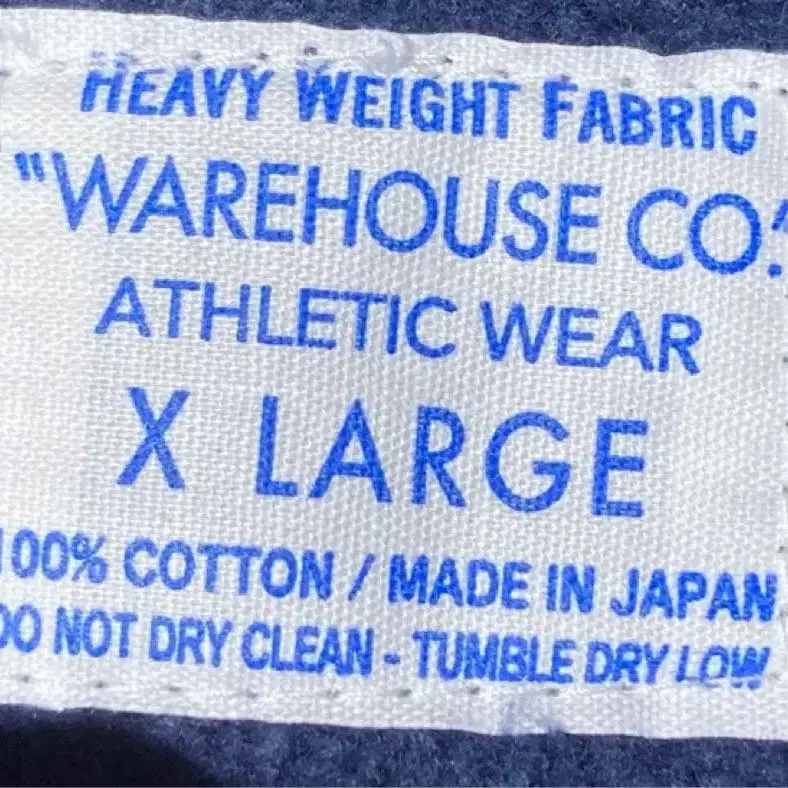 HEAVY WEIGHT FABRIC
"WAREHOUSE CO."
ATHLETIC WEAR
X LARGE
100% COTTON / MADE IN JAPAN
DO NOT DRY CLEAN - TUMBLE DRY LOW